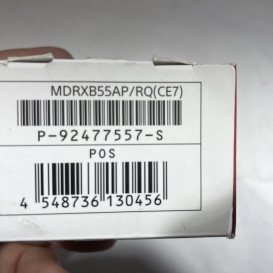 MDRXB55AP/RQ(CE7)
P-92477557-S
POS
4 548736 130456